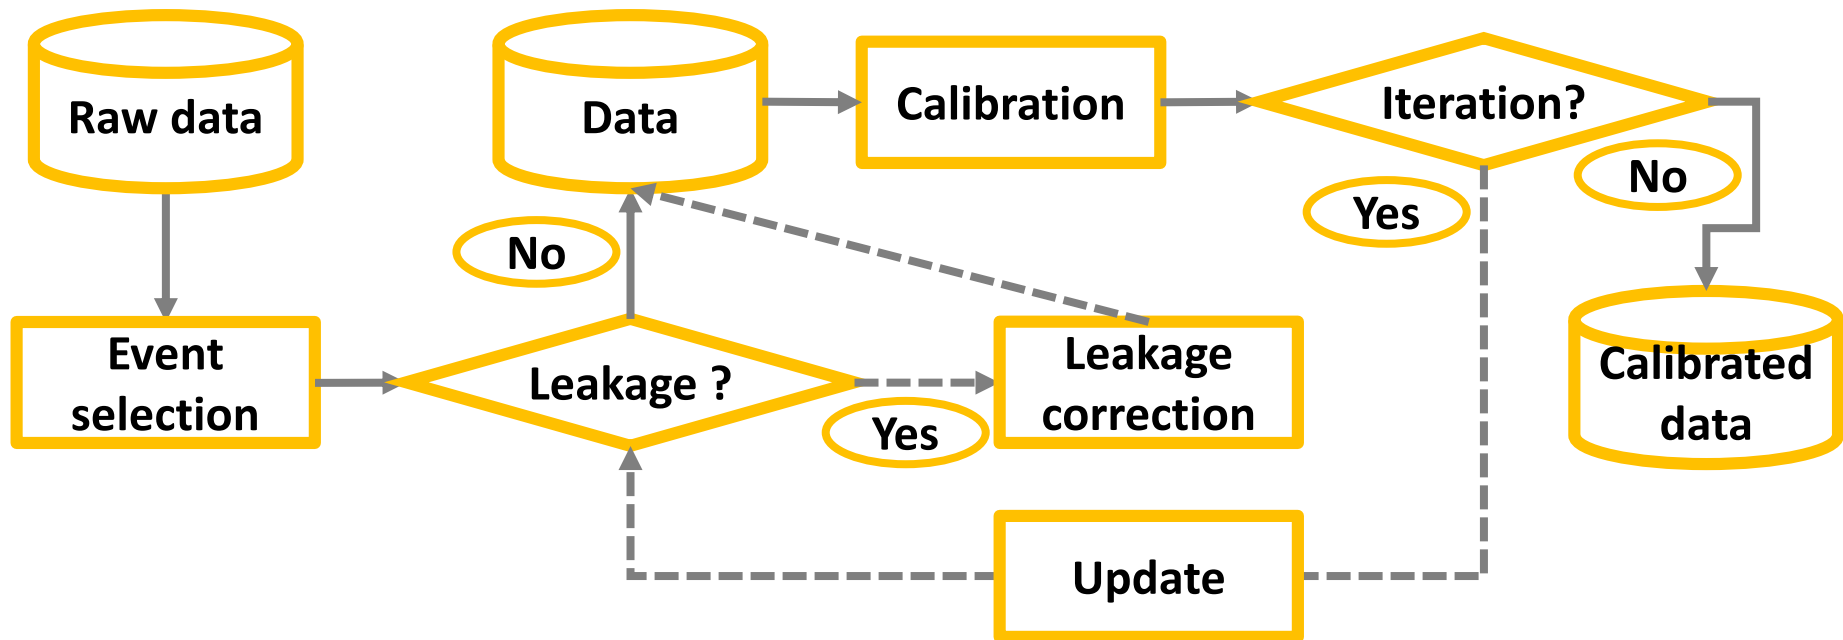 Raw data
Data
Calibration
Iteration?
No
Yes
No
Event
selection
Leakage ?
Yes
Leakage
correction
Calibrated
data
Update